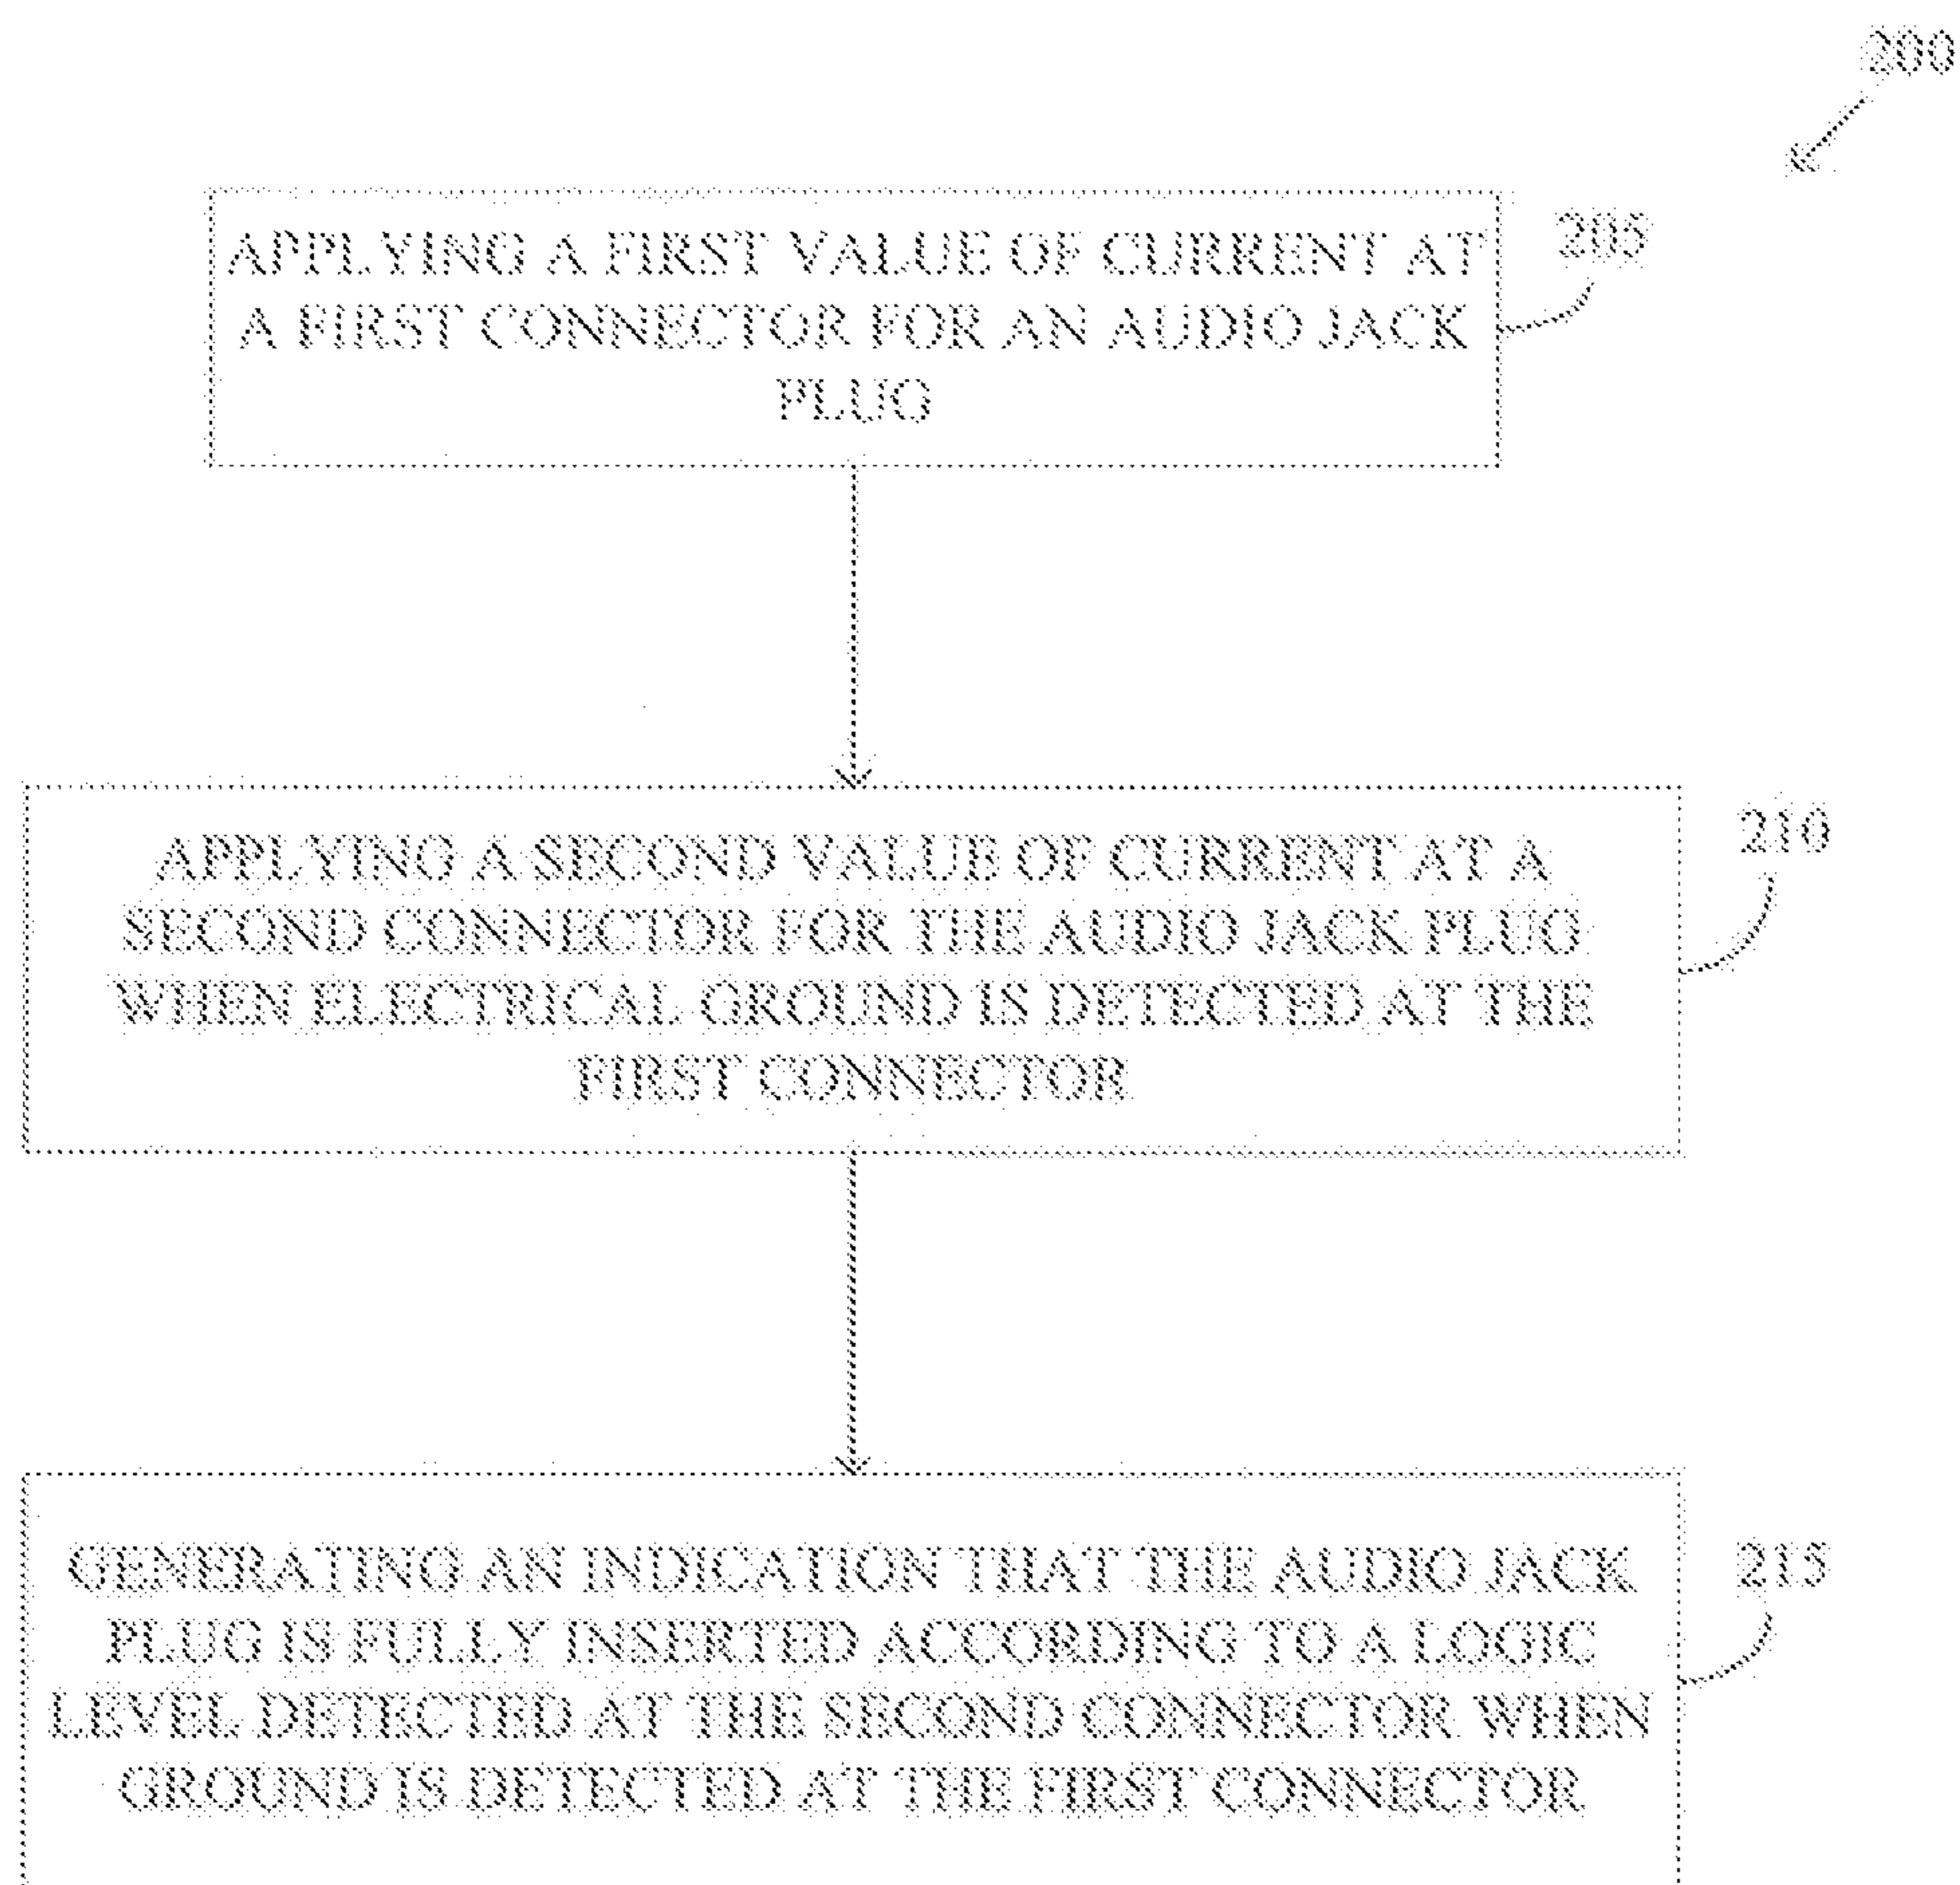 200
APPLYING A FIRST VALUE OF CURRENT AT
205
A FIRST CONNECTOR FOR AN AUDIO JACK
PLUG
APPLYING A SECOND VALUE OF CURRENT AT A
210
SECOND CONNECTOR FOR THE AUDIO JACK PLUG
WHEN ELECTRICAL GROUND IS DETECTED AT THE
FIRST CONNECTOR
GENERATING AN INDICATION THAT THE AUDIO JACK
215
PLUG IS FULLY INSERTED ACCORDING TO A LOGIC
LEVEL DETECTED AT THE SECOND CONNECTOR WHEN
GROUND IS DETECTED AT THE FIRST CONNECTOR